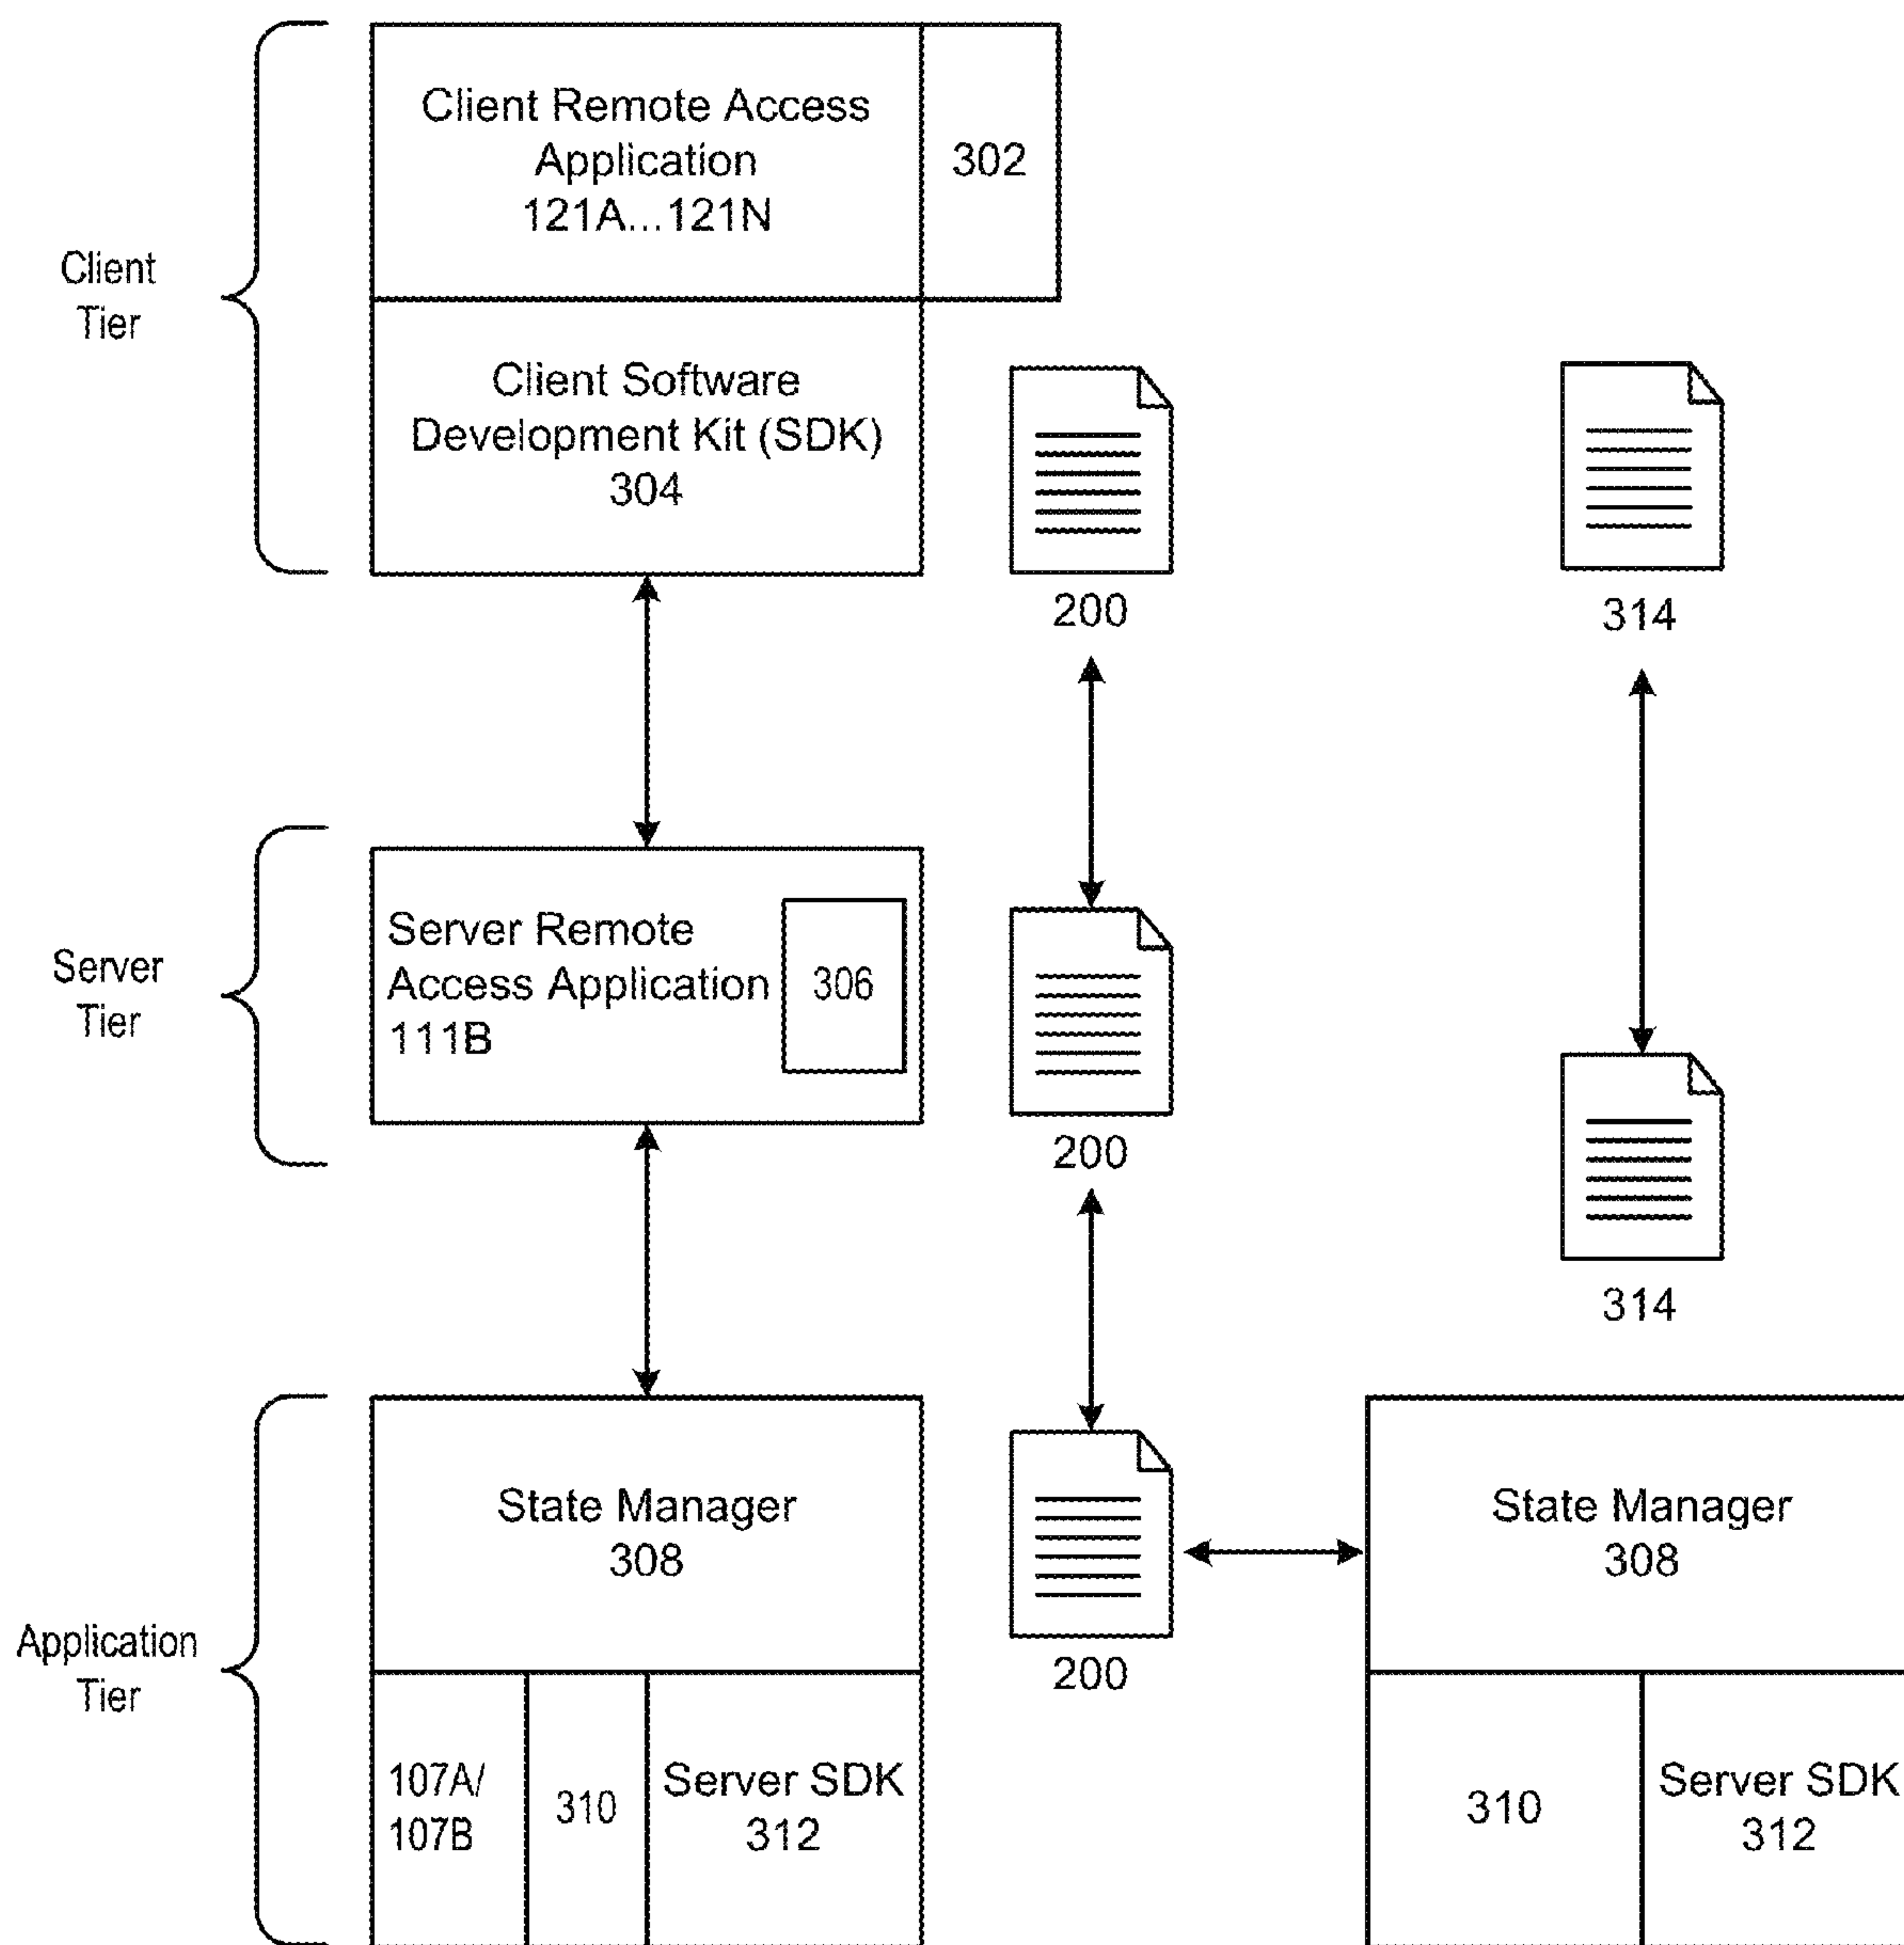 Client
Tier
Client Remote Access
Application
121A...121N
302
Client Software
Development Kit (SDK)
304
200
314
Server
Tier
Server Remote
Access Application
111B
306
200
314
Application
Tier
State Manager
308
107A/
107B
310
Server SDK
312
200
State Manager
308
310
Server SDK
312